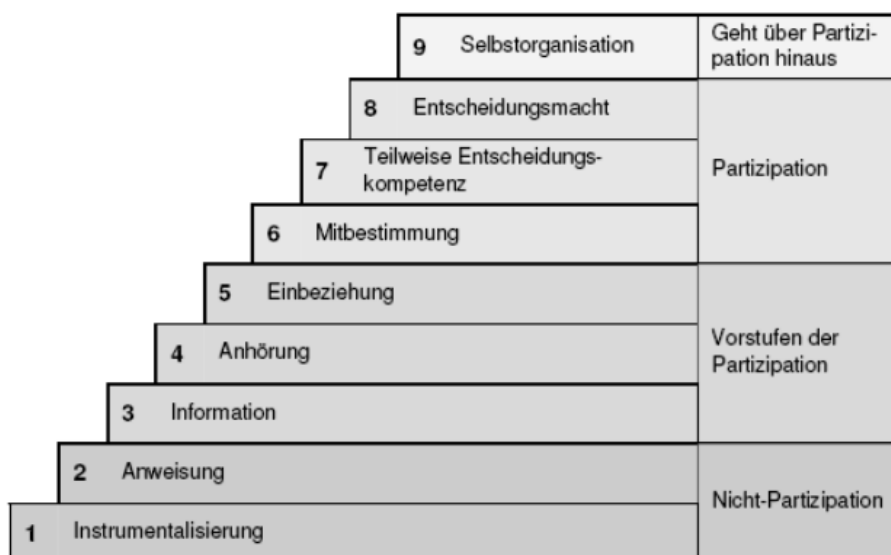 9 Selbstorganisation
Geht über Partizi-
pation hinaus
8 Entscheidungsmacht
7 Teilweise Entscheidungs-
kompetenz
Partizipation
6 Mitbestimmung
5 Einbeziehung
4 Anhörung
Vorstufen der
Partizipation
3 Information
2 Anweisung
Nicht-Partizipation
1 Instrumentalisierung